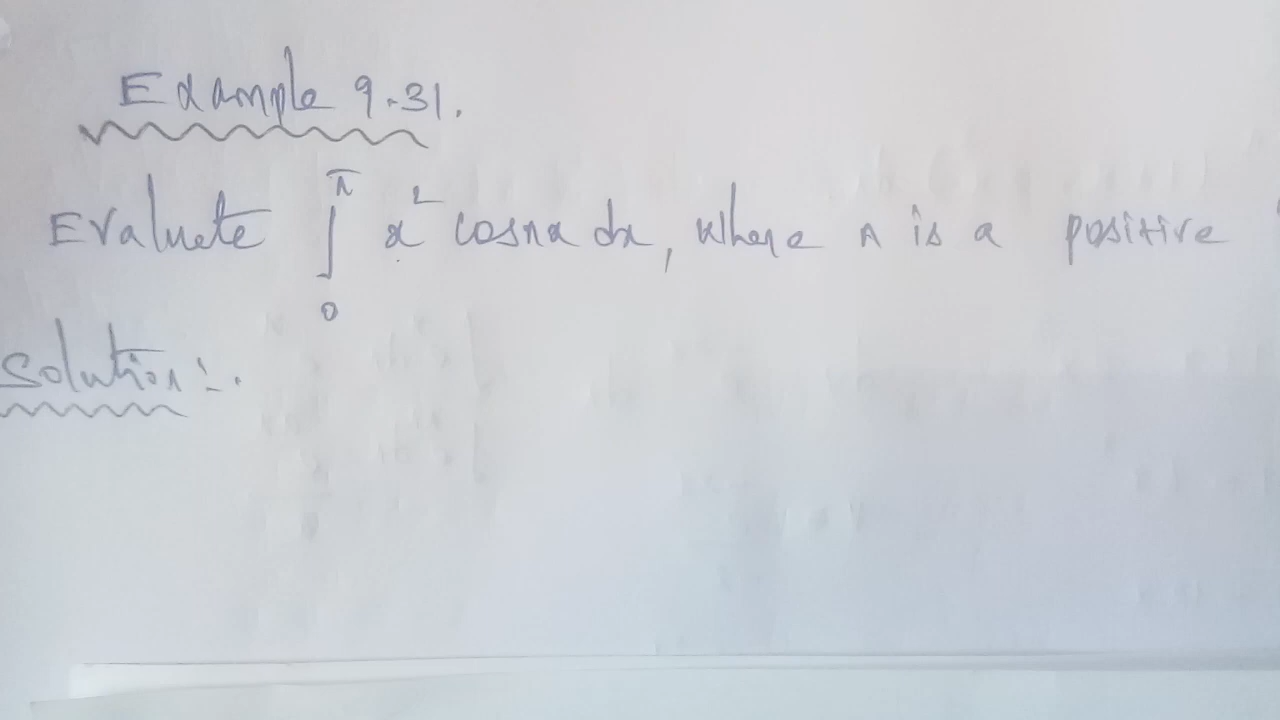 Example 9.31.
Evaluate ∫₀^π x² cosnx dx, where n is a positive
Solution:-.